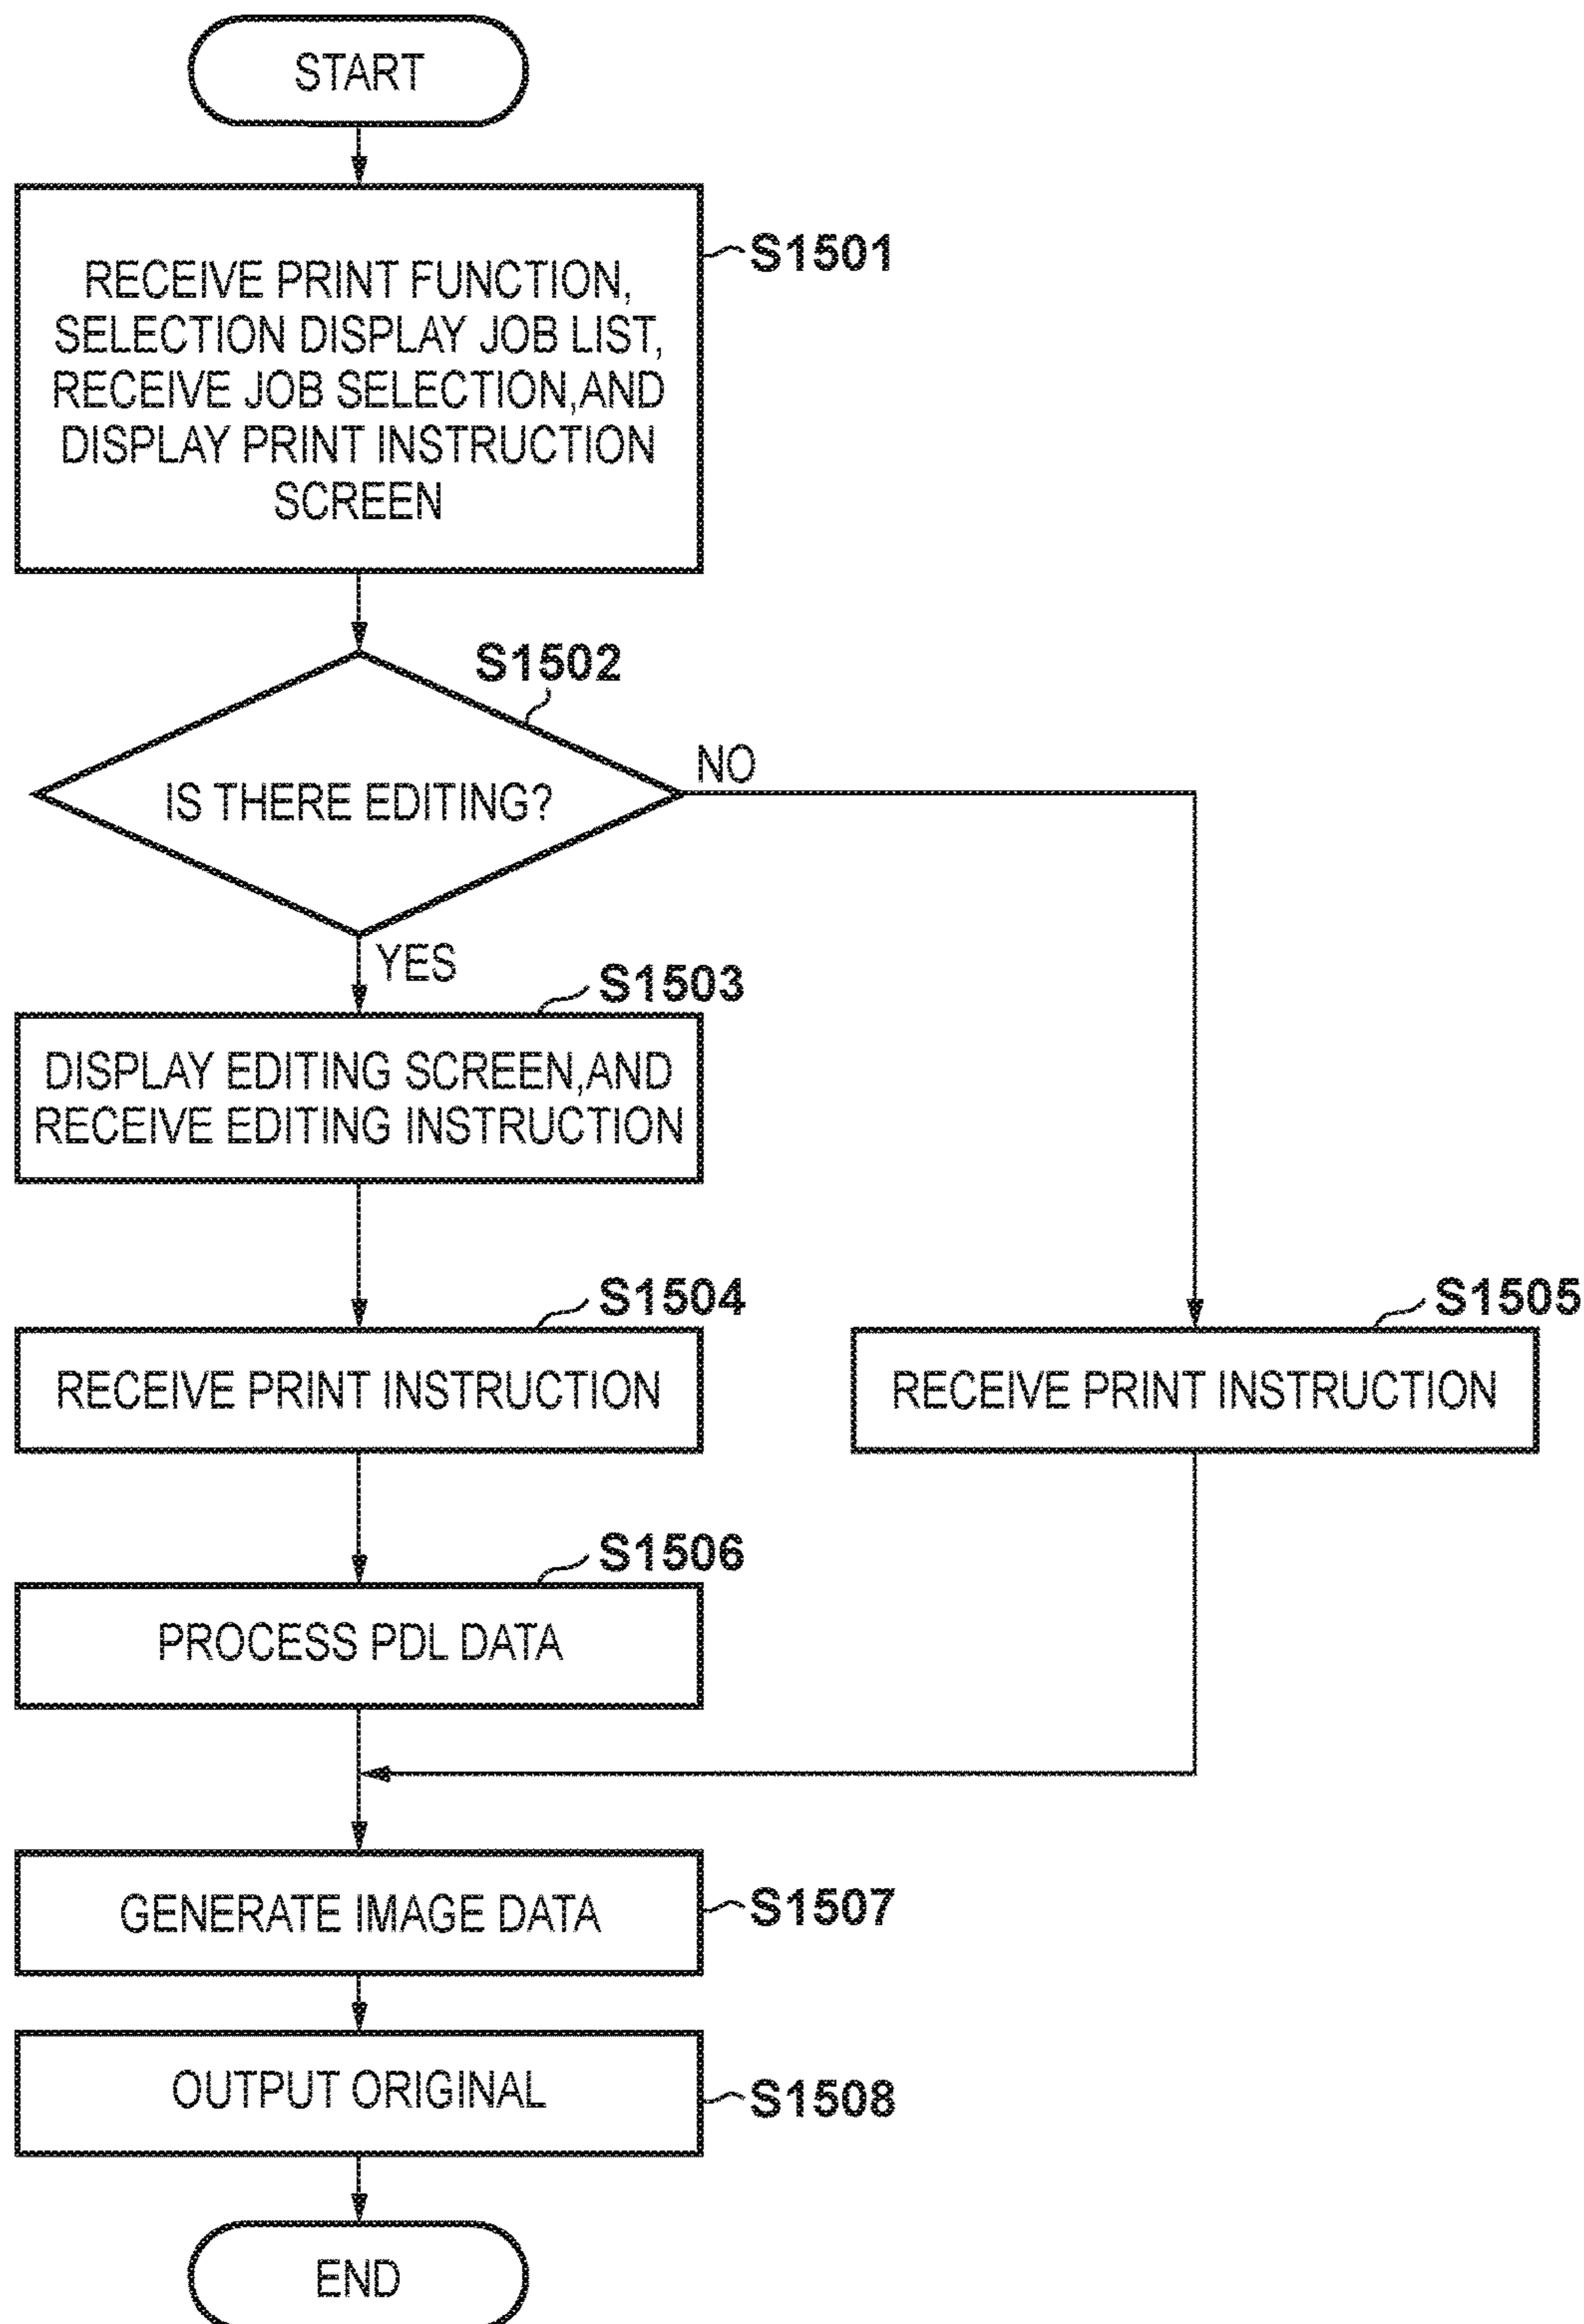 START
RECEIVE PRINT FUNCTION,
SELECTION DISPLAY JOB LIST,
RECEIVE JOB SELECTION,AND
DISPLAY PRINT INSTRUCTION
SCREEN
S1501
S1502
IS THERE EDITING?
NO
YES
S1503
DISPLAY EDITING SCREEN,AND
RECEIVE EDITING INSTRUCTION
S1504
RECEIVE PRINT INSTRUCTION
S1505
RECEIVE PRINT INSTRUCTION
S1506
PROCESS PDL DATA
GENERATE IMAGE DATA
S1507
OUTPUT ORIGINAL
S1508
END